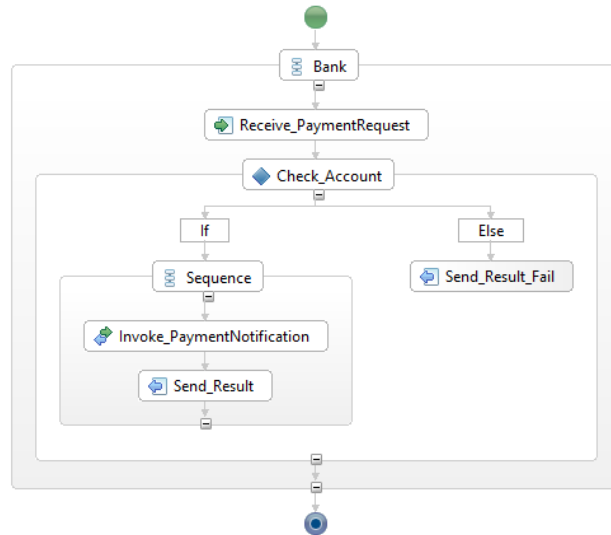 Bank
Receive_PaymentRequest
Check_Account
If
Else
Sequence
Send_Result_Fail
Invoke_PaymentNotification
Send_Result